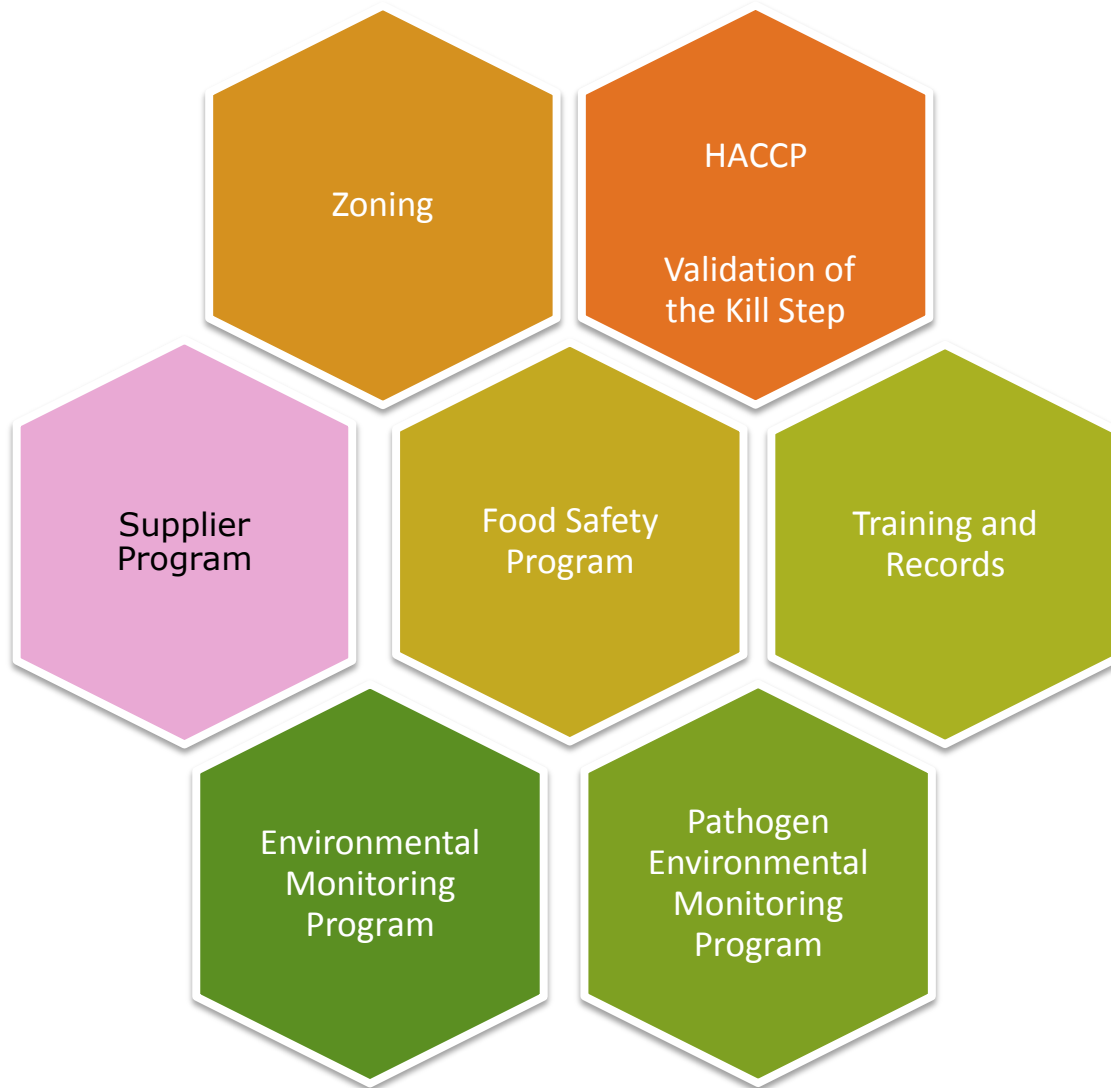 Zoning
HACCP
Validation of
the Kill Step
Supplier
Program
Food Safety
Program
Training and
Records
Environmental
Monitoring
Program
Pathogen
Environmental
Monitoring
Program